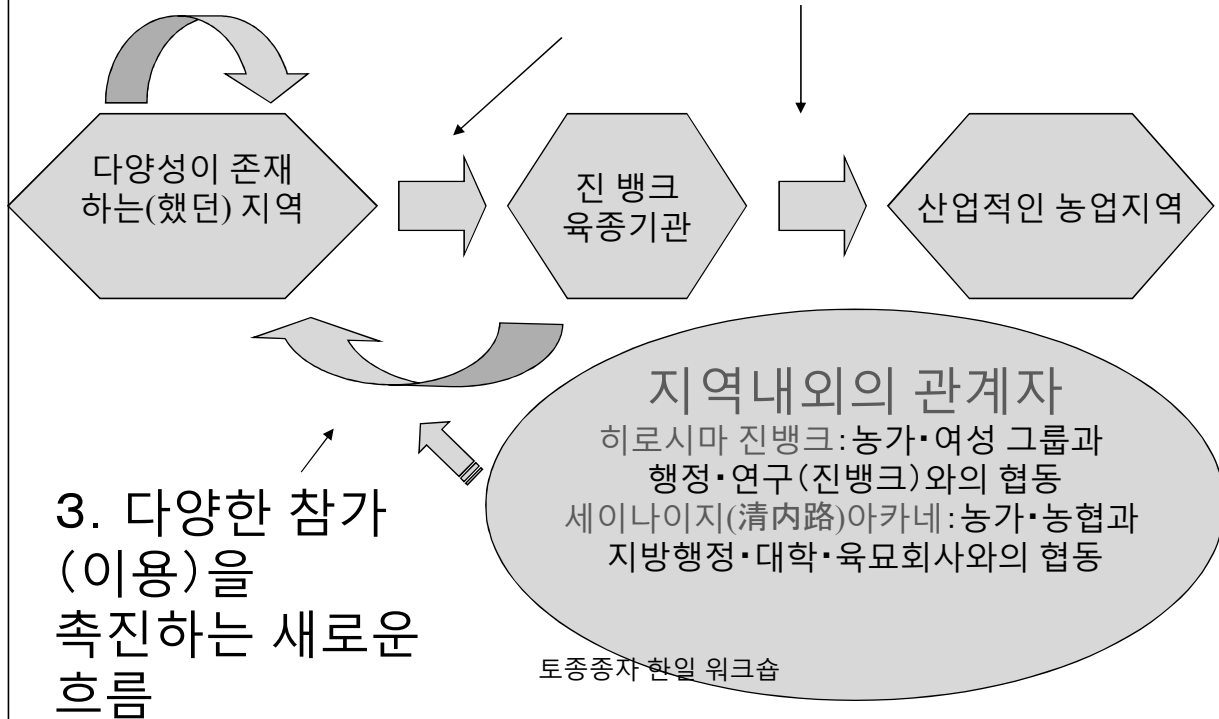 다양성이 존재
하는(했던) 지역
진 뱅크
육종기관
산업적인 농업지역
지역내외의 관계자
히로시마 진뱅크:농가·여성 그룹과
행정·연구(진뱅크)와의 협동
세이나이지(清内路)아카네:농가·농협과
지방행정·대학·육묘회사와의 협동
3. 다양한 참가
(이용)을
촉진하는 새로운
흐름
토종종자 한일 워크숍